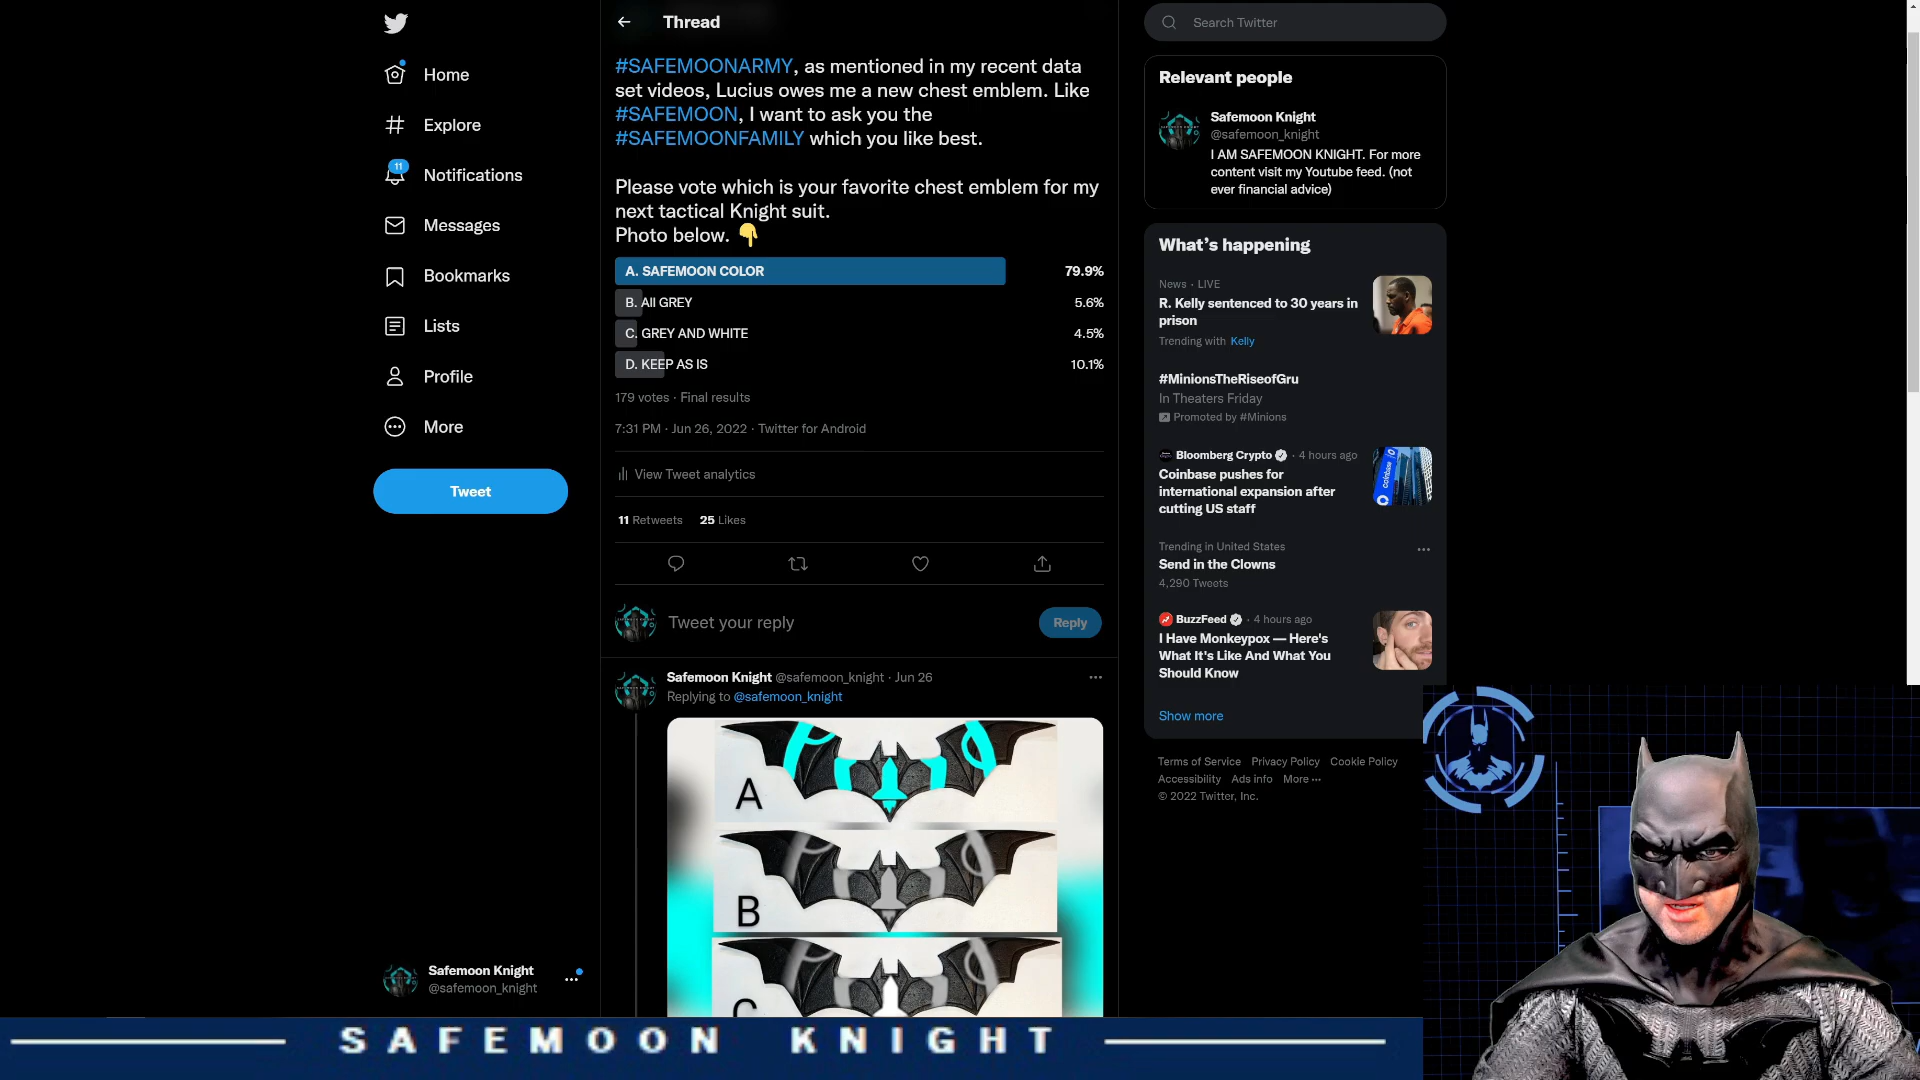 Home
Explore
11
Notifications
Messages
Bookmarks
Lists
Profile
More
Tweet
Safemoon Knight
@safemoon_knight
Thread
#SAFEMOONARMY, as mentioned in my recent data
set videos, Lucius owes me a new chest emblem. Like
#SAFEMOON, I want to ask you the
#SAFEMOONFAMILY which you like best.
Please vote which is your favorite chest emblem for my
next tactical Knight suit.
Photo below. 👇
A. SAFEMOON COLOR 79.9%
B. All GREY 5.6%
C. GREY AND WHITE 4.5%
D. KEEP AS IS 10.1%
179 votes · Final results
7:31 PM · Jun 26, 2022 · Twitter for Android
View Tweet analytics
11 Retweets 25 Likes
Tweet your reply
Reply
Safemoon Knight @safemoon_knight · Jun 26
Replying to @safemoon_knight
A
B
C
Search Twitter
Relevant people
Safemoon Knight
@safemoon_knight
I AM SAFEMOON KNIGHT. For more
content visit my Youtube feed. (not
ever financial advice)
What's happening
News · LIVE
R. Kelly sentenced to 30 years in
prison
Trending with Kelly
#MinionsTheRiseofGru
In Theaters Friday
Promoted by #Minions
Bloomberg Crypto · 4 hours ago
Coinbase pushes for
international expansion after
cutting US staff
coinbase
Trending in United States
Send in the Clowns
4,290 Tweets
BuzzFeed · 4 hours ago
I Have Monkeypox — Here's
What It's Like And What You
Should Know
Show more
Terms of Service Privacy Policy Cookie Policy
Accessibility Ads info More
© 2022 Twitter, Inc.
SAFEMOON KNIGHT